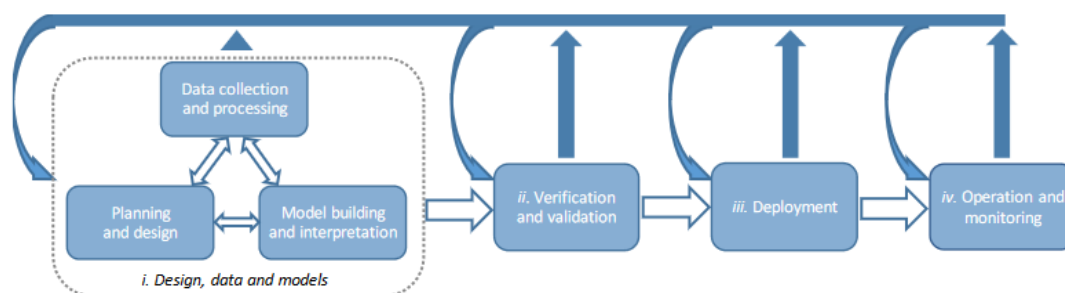 Data collection
and processing
Planning
and design
Model building
and interpretation
i. Design, data and models
ii. Verification
and validation
iii. Deployment
iv. Operation and
monitoring